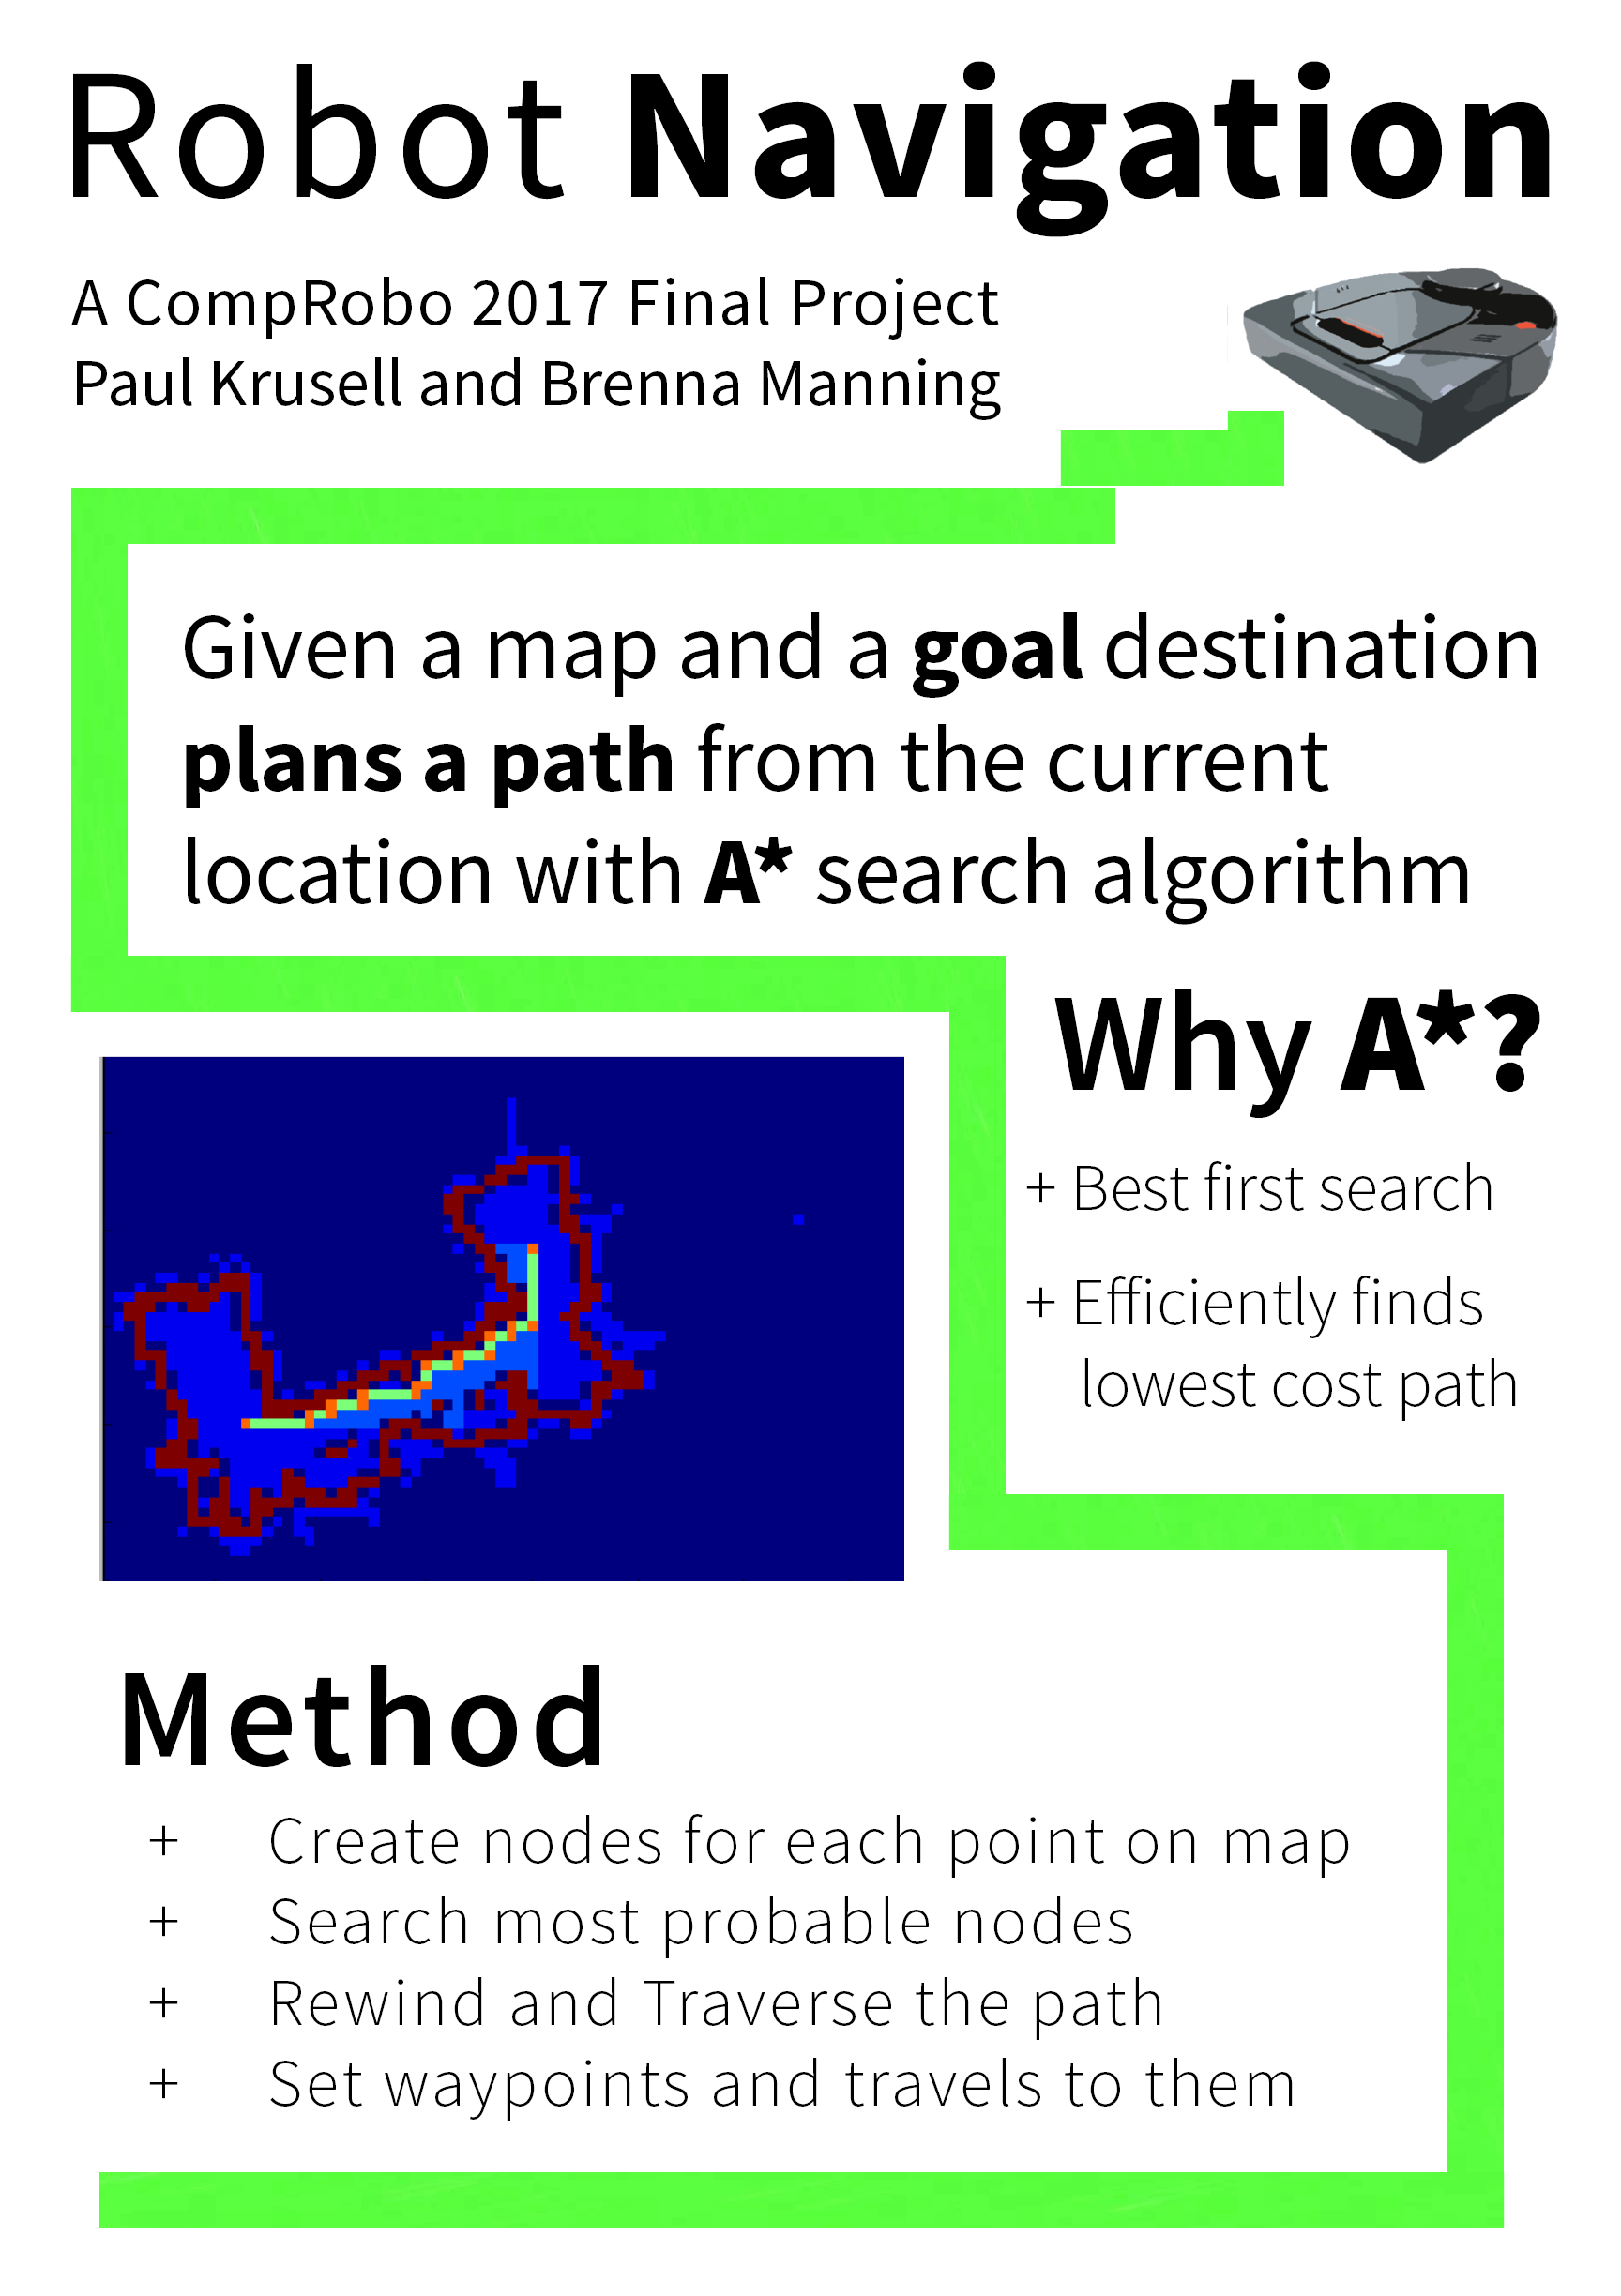 Robot Navigation
A CompRobo 2017 Final Project
Paul Krusell and Brenna Manning
Given a map and a goal destination
plans a path from the current
location with A* search algorithm
Why A*?
+ Best first search
+ Efficiently finds
lowest cost path
Method
+ Create nodes for each point on map
+ Search most probable nodes
+ Rewind and Traverse the path
+ Set waypoints and travels to them